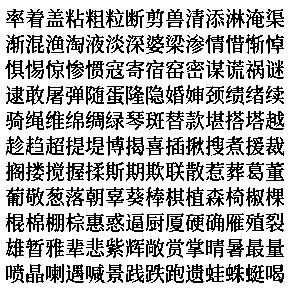 率着盖粘粗粒断剪兽清添淋淹渠
渐混渔淘液淡深婆梁渗情惜惭悼
惧惕惊惨惯寇寄宿窑密谋谎祸谜
逮敢屠弹随蛋隆隐婚婶颈绩绪续
骑绳维绵绸绿琴斑替款堪搭塔越
趁趋超提堤博揭喜插揪搜煮援裁
搁搂搅握揉斯期欺联散惹葬葛董
葡敬葱落朝辜葵棒棋植森椅椒棵
棍棉棚棕惠惑逼厨厦硬确雁殖裂
雄暂雅辈悲紫辉敞赏掌晴暑最量
喷晶喇遇喊景践跌跑遗蛙蛛蜓喝